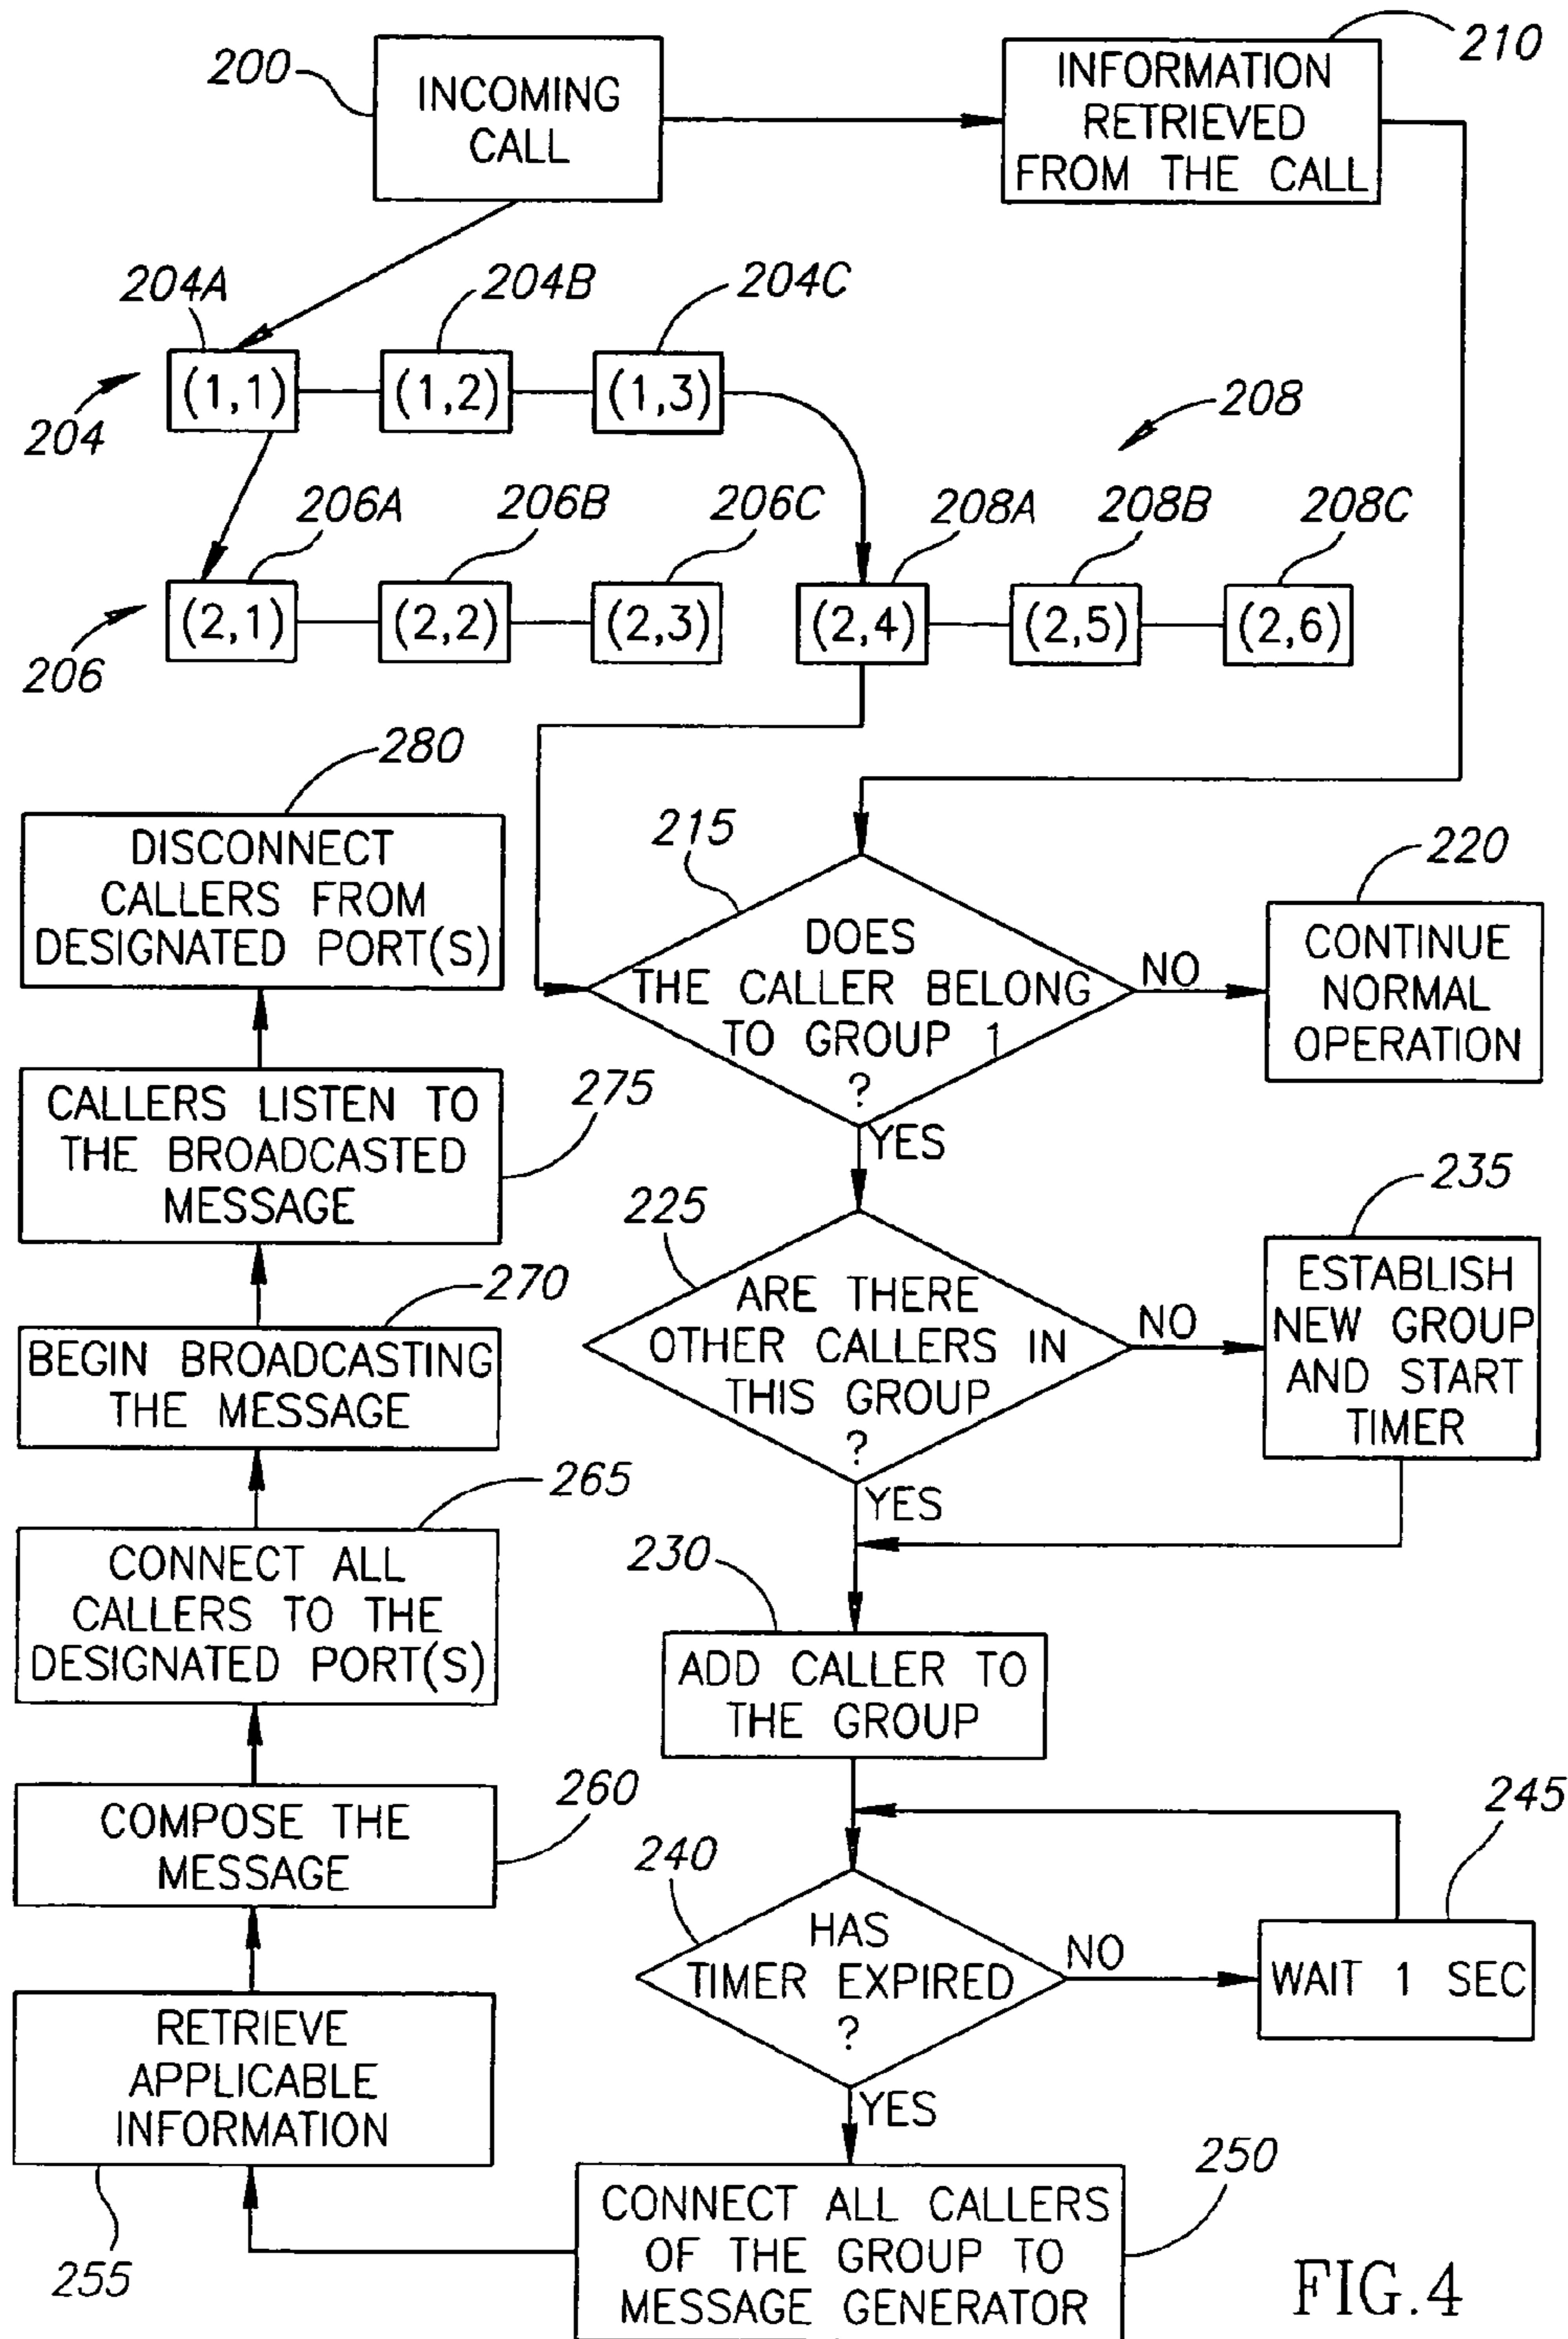 200
INCOMING
CALL
INFORMATION
RETRIEVED
FROM THE CALL
210
204A
204B
204C
(1,1)
(1,2)
(1,3)
204
208
206A
206B
206C
208A
208B
208C
(2,1)
(2,2)
(2,3)
(2,4)
(2,5)
(2,6)
206
280
DISCONNECT
CALLERS FROM
DESIGNATED PORT(S)
215
DOES
THE CALLER BELONG
TO GROUP 1
?
NO
220
CONTINUE
NORMAL
OPERATION
YES
CALLERS LISTEN TO
THE BROADCASTED
MESSAGE
275
225
ARE THERE
OTHER CALLERS IN
THIS GROUP
?
NO
235
ESTABLISH
NEW GROUP
AND START
TIMER
YES
270
BEGIN BROADCASTING
THE MESSAGE
265
CONNECT ALL
CALLERS TO THE
DESIGNATED PORT(S)
230
ADD CALLER TO
THE GROUP
COMPOSE THE
MESSAGE
260
240
HAS
TIMER EXPIRED
?
NO
245
WAIT 1 SEC
YES
RETRIEVE
APPLICABLE
INFORMATION
255
CONNECT ALL CALLERS
OF THE GROUP TO
MESSAGE GENERATOR
250
FIG.4